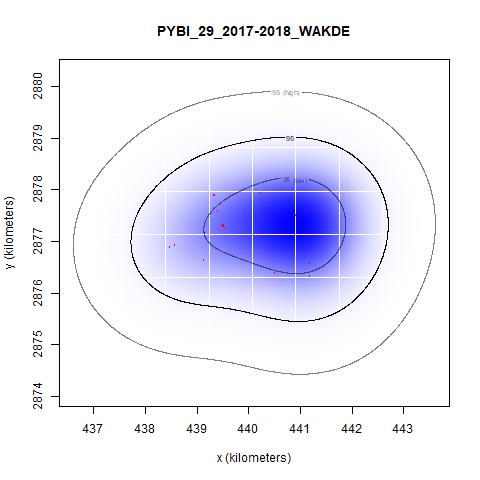 PYBI_29_2017-2018_WAKDE
95 (high)
95
95 (low)
2880
2879
2878
2877
2876
2875
2874
y (kilometers)
437 438 439 440 441 442 443
x (kilometers)